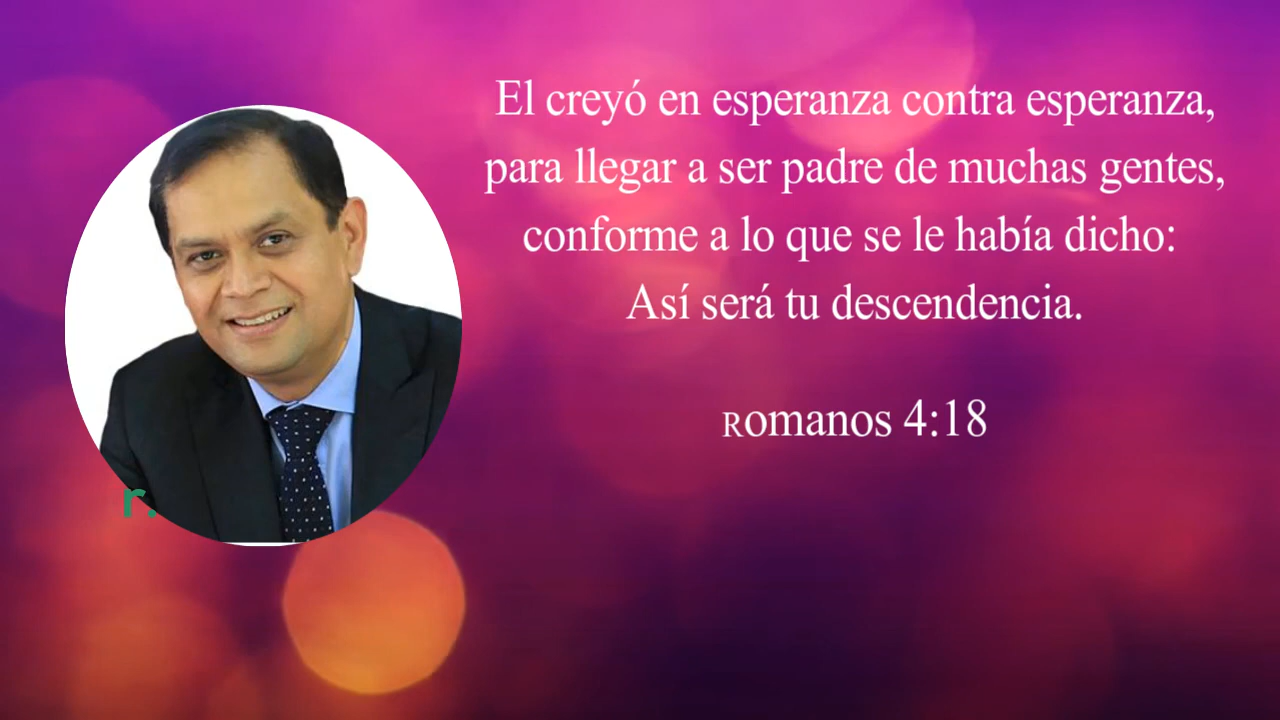 El creyó en esperanza contra esperanza,
para llegar a ser padre de muchas gentes,
conforme a lo que se le había dicho:
Así será tu descendencia.
Romanos 4:18
r.